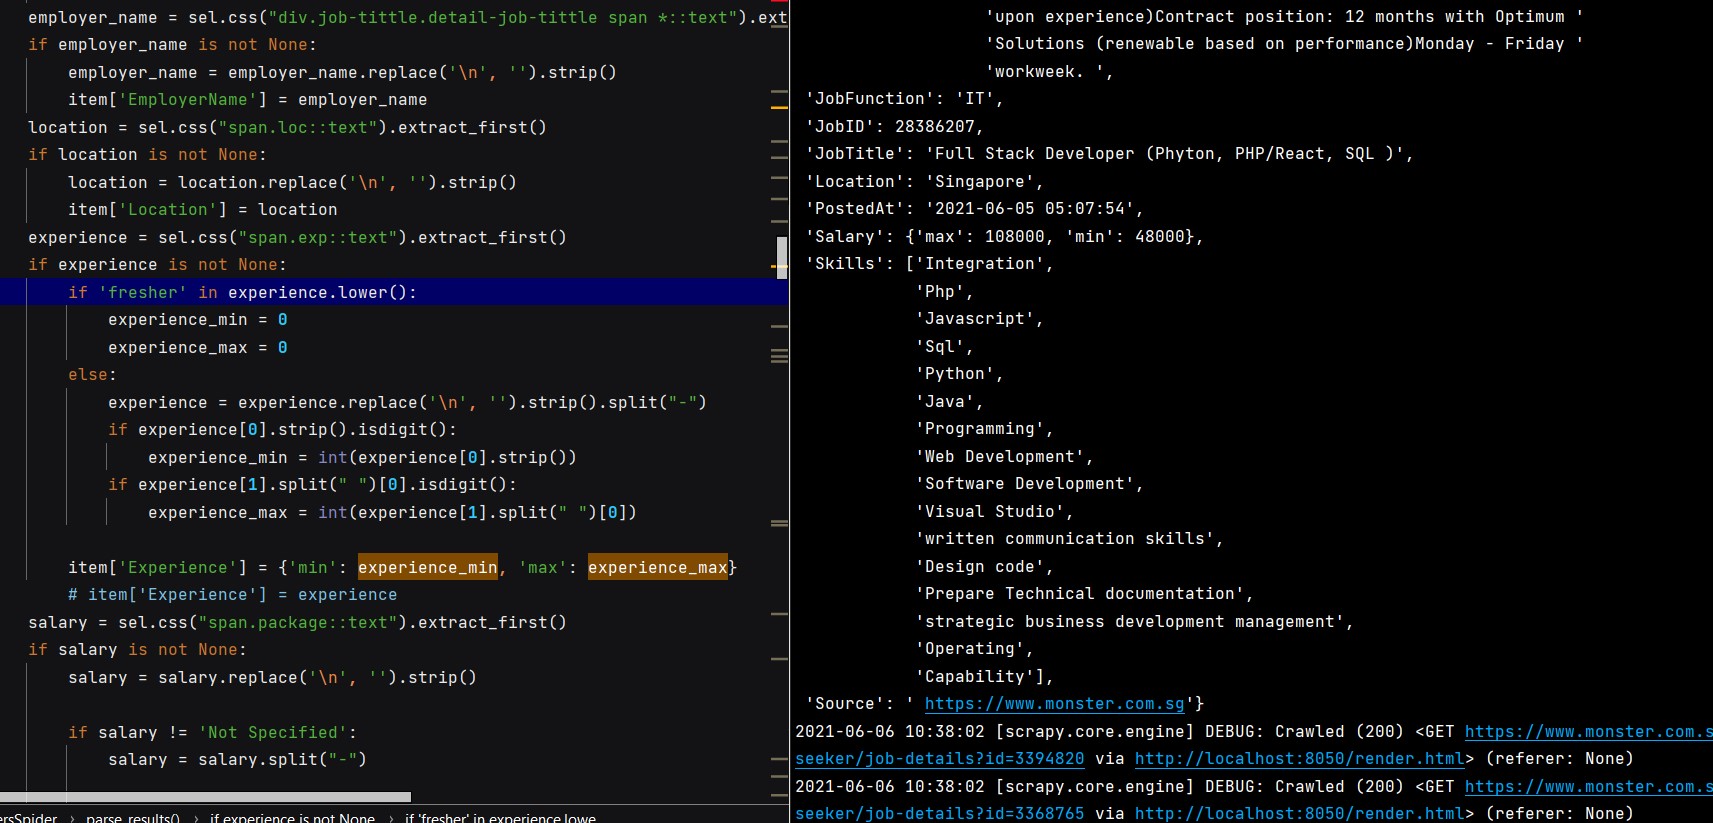 employer_name = sel.css("div.job-tittle.detail-job-tittle span *::text").ext
if employer_name is not None:
employer_name = employer_name.replace('\n', '').strip()
item['EmployerName'] = employer_name
location = sel.css("span.loc::text").extract_first()
if location is not None:
location = location.replace('\n', '').strip()
item['Location'] = location
experience = sel.css("span.exp::text").extract_first()
if experience is not None:
if 'fresher' in experience.lower():
experience_min = 0
experience_max = 0
else:
experience = experience.replace('\n', '').strip().split("-")
if experience[0].strip().isdigit():
experience_min = int(experience[0].strip())
if experience[1].split(" ")[0].isdigit():
experience_max = int(experience[1].split(" ")[0])
item['Experience'] = {'min': experience_min, 'max': experience_max}
# item['Experience'] = experience
salary = sel.css("span.package::text").extract_first()
if salary is not None:
salary = salary.replace('\n', '').strip()
if salary != 'Not Specified':
salary = salary.split("-")
ersSpider › parse_results() › if experience is not None › if 'fresher' in experience.lowe...
'upon experience)Contract position: 12 months with Optimum '
'Solutions (renewable based on performance)Monday - Friday '
'workweek. ',
'JobFunction': 'IT',
'JobID': 28386207,
'JobTitle': 'Full Stack Developer (Phyton, PHP/React, SQL )',
'Location': 'Singapore',
'PostedAt': '2021-06-05 05:07:54',
'Salary': {'max': 108000, 'min': 48000},
'Skills': ['Integration',
'Php',
'Javascript',
'Sql',
'Python',
'Java',
'Programming',
'Web Development',
'Software Development',
'Visual Studio',
'written communication skills',
'Design code',
'Prepare Technical documentation',
'strategic business development management',
'Operating',
'Capability'],
'Source': ' https://www.monster.com.sg'}
2021-06-06 10:38:02 [scrapy.core.engine] DEBUG: Crawled (200) <GET https://www.monster.com.s
seeker/job-details?id=3394820 via http://localhost:8050/render.html> (referer: None)
2021-06-06 10:38:02 [scrapy.core.engine] DEBUG: Crawled (200) <GET https://www.monster.com.s
seeker/job-details?id=3368765 via http://localhost:8050/render.html> (referer: None)